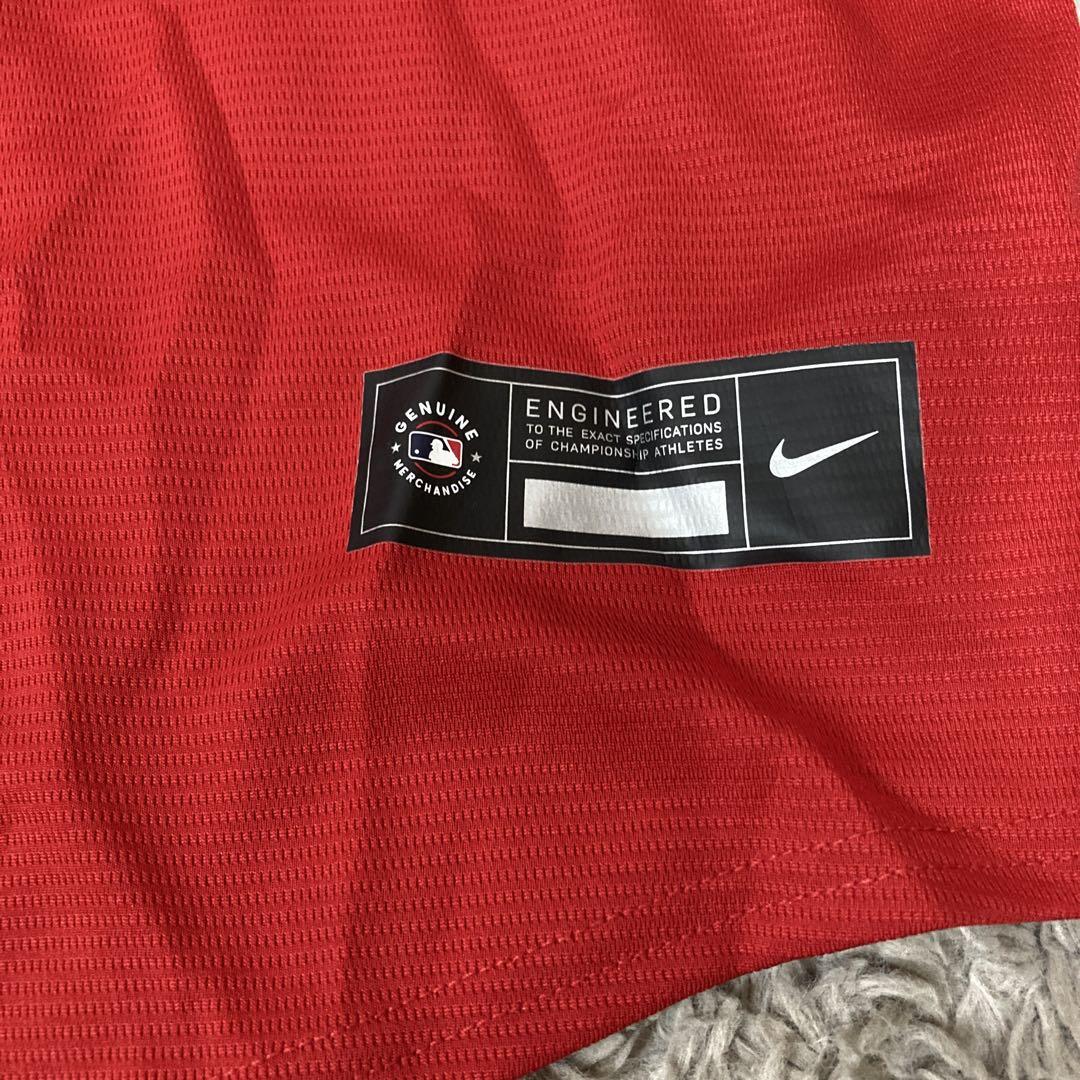 GENUINE
MERCHANDISE
ENGINEERED
TO THE EXACT SPECIFICATIONS
OF CHAMPIONSHIP ATHLETES